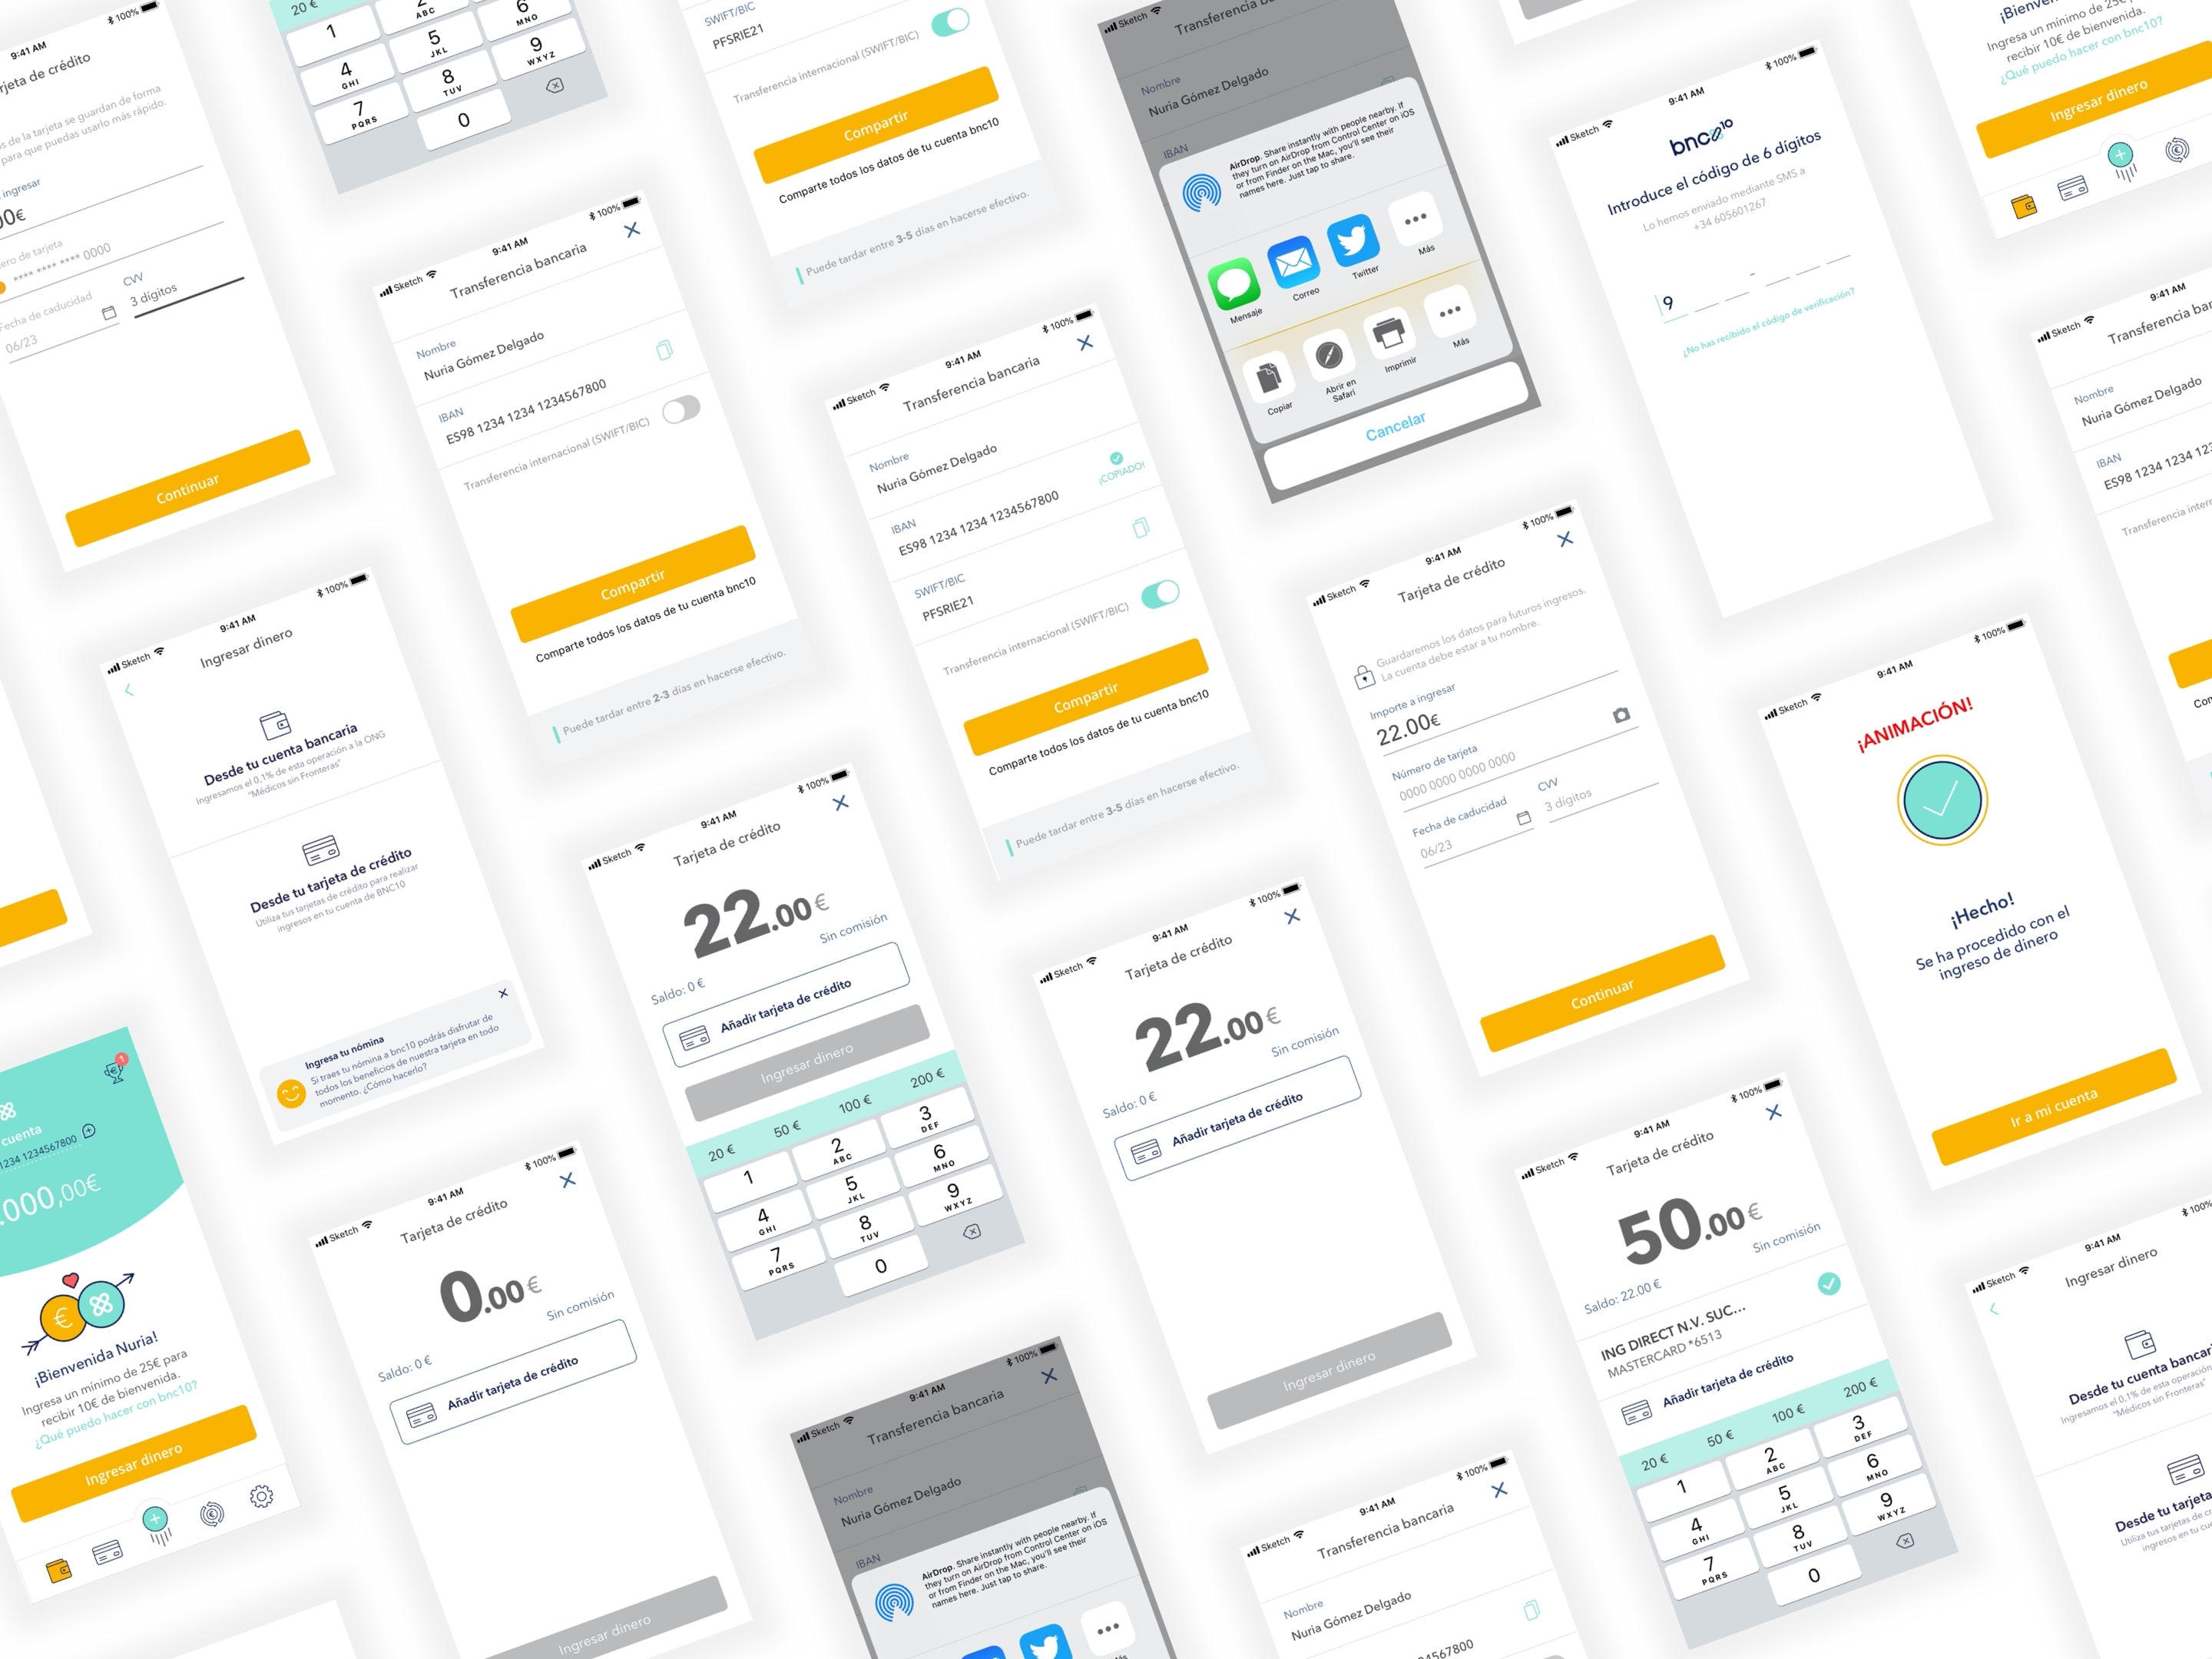 9:41 AM
100%
rjeta de crédito
os de la tarjeta se guardan de forma
para que puedas usarlo más rápido.
ingresar
00€
ero de tarjeta
**** **** **** 0000
Fecha de caducidad
CVV
06/23
3 dígitos
Continuar
20 €
1
2
ABC
4
GHI
5
JKL
6
MNO
7
PQRS
8
TUV
9
WXYZ
0
SWIFT/BIC
PFSRIE21
Transferencia internacional (SWIFT/BIC)
Compartir
Comparte todos los datos de tu cuenta bnc10
Puede tardar entre 3-5 días en hacerse efectivo.
Sketch
Transferencia ba
Nombre
Nuria Gómez Delgado
IBAN
AirDrop. Share instantly with people nearby. If
they turn on AirDrop from Control Center on iOS
or from Finder on the Mac, you'll see their
names here. Just tap to share.
Mensaje
Correo
Twitter
Más
Copiar
Abrir en
Safari
Imprimir
Más
Cancelar
Sketch
9:41 AM
100%
bnc10
Introduce el código de 6 dígitos
Lo hemos enviado mediante SMS a
+34 605601267
9
-
¿No has recibido el código de verificación?
¡Bienven
Ingresa un mínimo de 25€ p
recibir 10€ de bienvenida.
¿Qué puedo hacer con bnc10?
Ingresar dinero
Sketch
9:41 AM
100%
Transferencia bancaria
Nombre
Nuria Gómez Delgado
IBAN
ES98 1234 1234 1234567800
Transferencia internacional (SWIFT/BIC)
Compartir
Comparte todos los datos de tu cuenta bnc10
Puede tardar entre 2-3 días en hacerse efectivo.
Sketch
9:41 AM
100%
Transferencia bancaria
Nombre
Nuria Gómez Delgado
IBAN
ES98 1234 1234 1234567800
¡COPIADO!
SWIFT/BIC
PFSRIE21
Transferencia internacional (SWIFT/BIC)
Compartir
Comparte todos los datos de tu cuenta bnc10
Puede tardar entre 3-5 días en hacerse efectivo.
Sketch
9:41 AM
Transferencia ba
Nombre
Nuria Gómez Delgado
IBAN
ES98 1234 1234 123
Transferencia inter
Com
Sketch
9:41 AM
100%
Ingresar dinero
Desde tu cuenta bancaria
Ingresamos el 0,1% de esta operación a la ONG
"Médicos sin Fronteras"
Desde tu tarjeta de crédito
Utiliza tus tarjetas de crédito para realizar
ingresos en tu cuenta de BNC10
Ingresa tu nómina
Si traes tu nómina a bnc10 podrás disfrutar de
todos los beneficios de nuestra tarjeta en todo
momento. ¿Cómo hacerlo?
Sketch
9:41 AM
100%
Tarjeta de crédito
22.00€
Sin comisión
Saldo: 0 €
Añadir tarjeta de crédito
Ingresar dinero
20 €
50 €
100 €
200 €
1
2
ABC
3
DEF
4
GHI
5
JKL
6
MNO
7
PQRS
8
TUV
9
WXYZ
0
Sketch
9:41 AM
100%
Tarjeta de crédito
Guardaremos los datos para futuros ingresos.
La cuenta debe estar a tu nombre.
Importe a ingresar
22.00€
Número de tarjeta
0000 0000 0000 0000
Fecha de caducidad
CVV
06/23
3 dígitos
Continuar
Sketch
9:41 AM
100%
¡ANIMACIÓN!
¡Hecho!
Se ha procedido con el
ingreso de dinero
Ir a mi cuenta
Sketch
9:41 AM
100%
Tarjeta de crédito
22.00€
Sin comisión
Saldo: 0 €
Añadir tarjeta de crédito
Ingresar dinero
1
cuenta
1234 1234567800
.000,00€
¡Bienvenida Nuria!
Ingresa un mínimo de 25€ para
recibir 10€ de bienvenida.
¿Qué puedo hacer con bnc10?
Ingresar dinero
Sketch
9:41 AM
100%
Tarjeta de crédito
0.00€
Sin comisión
Saldo: 0 €
Añadir tarjeta de crédito
Ingresar dinero
Sketch
9:41 AM
100%
Transferencia bancaria
Nombre
Nuria Gómez Delgado
IBAN
AirDrop. Share instantly with people nearby. If
they turn on AirDrop from Control Center on iOS
or from Finder on the Mac, you'll see their
names here. Just tap to share.
Sketch
9:41 AM
100%
Transferencia bancaria
Nombre
Nuria Gómez Delgado
34567800
Sketch
9:41 AM
100%
Tarjeta de crédito
50.00€
Sin comisión
Saldo: 22.00 €
ING DIRECT N.V. SUC...
MASTERCARD *6513
Añadir tarjeta de crédito
20 €
50 €
100 €
200 €
1
2
ABC
3
DEF
4
GHI
5
JKL
6
MNO
7
PQRS
8
TUV
9
WXYZ
0
Sketch
9:41 AM
100%
Ingresar dinero
Desde tu cuenta bancar
Ingresamos el 0,1% de esta operación
"Médicos sin Fronteras"
Desde tu tarjeta
Utiliza tus tarjetas de c
ingresos en tu cue